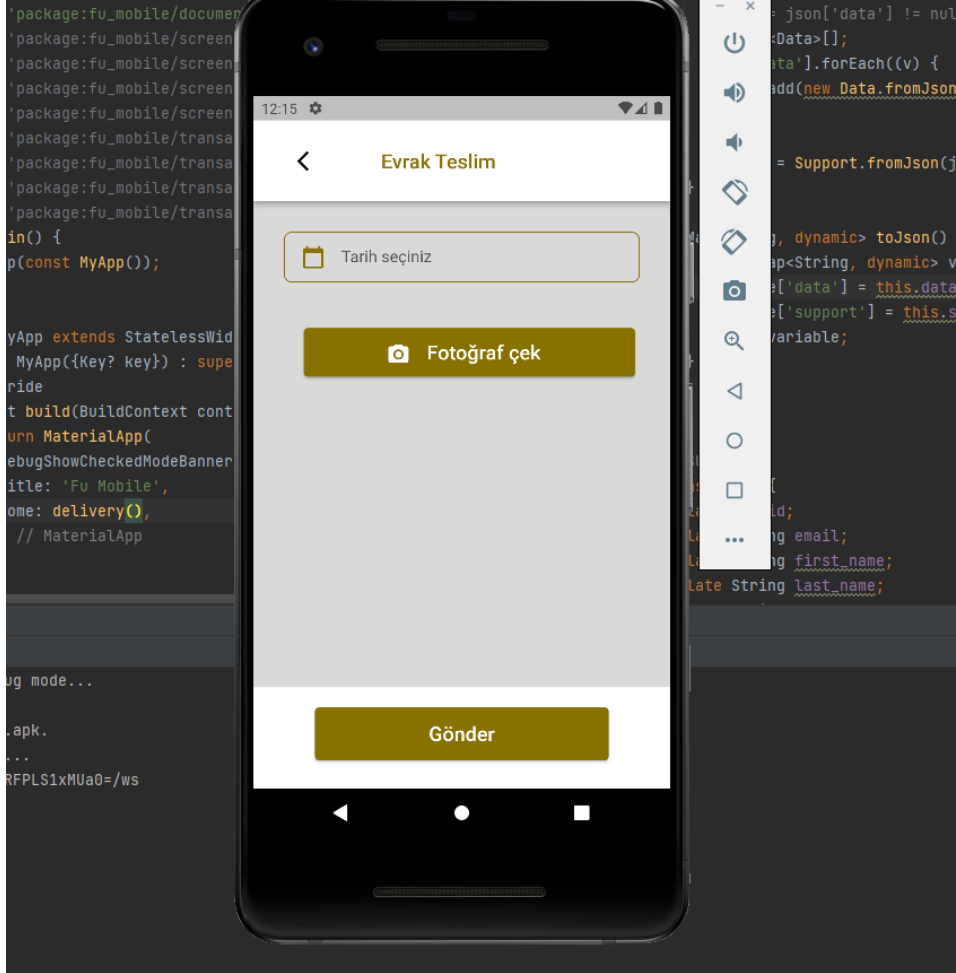 'package:fu_mobile/documen
'package:fu_mobile/screen
'package:fu_mobile/screen
'package:fu_mobile/screen
'package:fu_mobile/screen
'package:fu_mobile/transa
'package:fu_mobile/transa
'package:fu_mobile/transa
'package:fu_mobile/transa
in() {
p(const MyApp());
yApp extends StatelessWid
MyApp({Key? key}) : supe
ride
t build(BuildContext cont
urn MaterialApp(
ebugShowCheckedModeBanner
itle: 'Fu Mobile',
ome: delivery(),
// MaterialApp
ug mode...
.apk.
...
RFPLS1xMUa0=/ws
12:15
Evrak Teslim
Tarih seçiniz
Fotoğraf çek
Gönder
= json['data'] != nul
<Data>[];
ata'].forEach((v) {
add(new Data.fromJson
= Support.fromJson(j
g, dynamic> toJson()
ap<String, dynamic> v
e['data'] = this.data
e['support'] = this.s
variable;
{
id;
ng email;
ng first_name;
late String last_name;